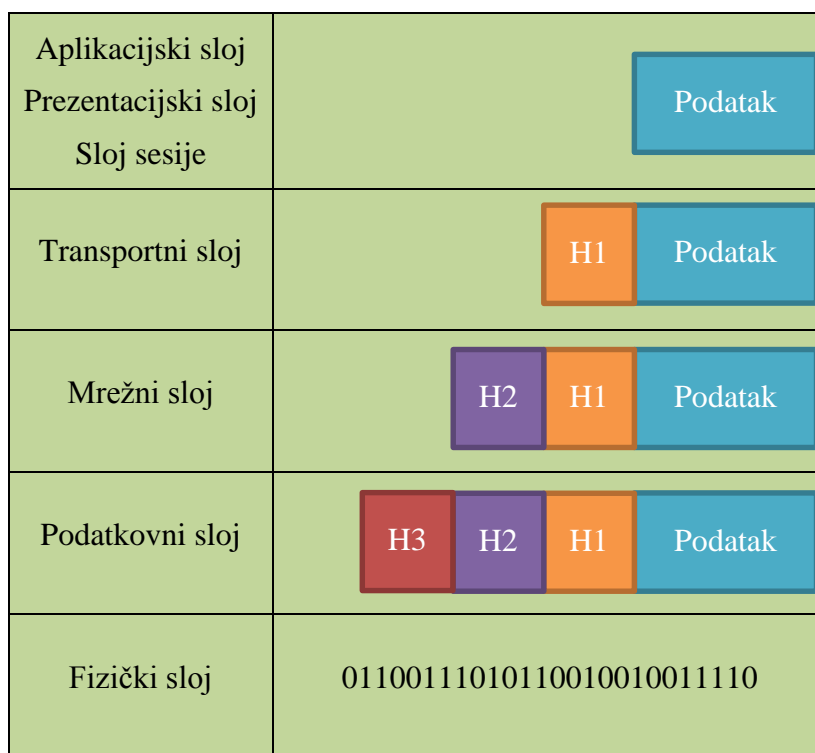 Aplikacijski sloj
Prezentacijski sloj
Sloj sesije
Podatak
Transportni sloj
H1 Podatak
Mrežni sloj
H2 H1 Podatak
Podatkovni sloj
H3 H2 H1 Podatak
Fizički sloj
01100111010110010010011110